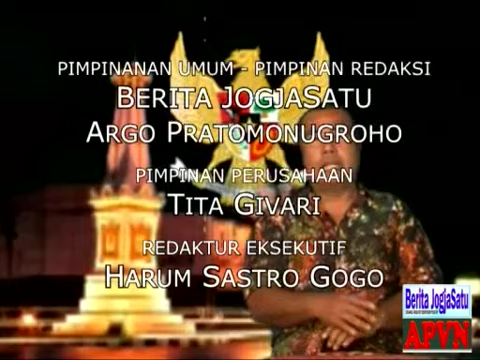 PIMPINANAN UMUM - PIMPINAN REDAKSI
BERITA JOGJASATU
ARGO PRATOMONUGROHO
PIMPINAN PERUSAHAAN
TITA GIVARI
REDAKTUR EKSEKUTIF
HARUM SASTRO GOGO
Berita JogjaSatu
APVN